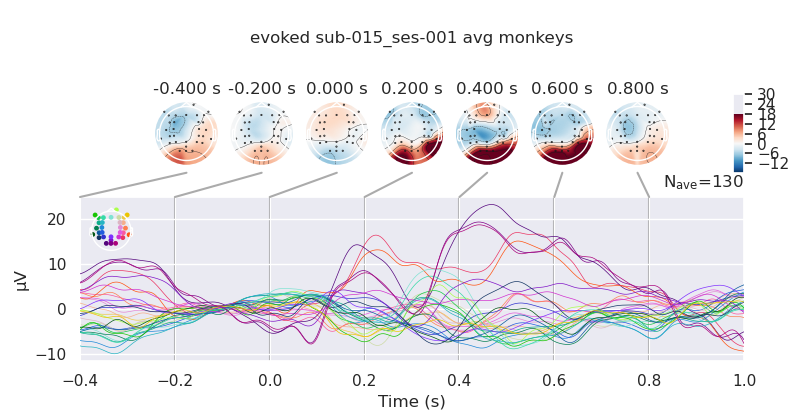 evoked sub-015_ses-001 avg monkeys
-0.400 s -0.200 s 0.000 s 0.200 s 0.400 s 0.600 s 0.800 s
30
24
18
12
6
0
−6
−12
Nave=130
20
10
0
−10
µV
−0.4 −0.2 0.0 0.2 0.4 0.6 0.8 1.0
Time (s)